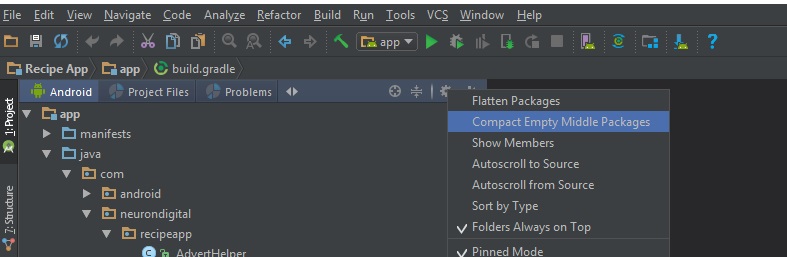 File Edit View Navigate Code Analyze Refactor Build Run Tools VCS Window Help
app
Recipe App app build.gradle
Android Project Files Problems
1: Project
7: Structure
app
manifests
java
com
android
neurondigital
recipeapp
AdvertHelper
Flatten Packages
Compact Empty Middle Packages
Show Members
Autoscroll to Source
Autoscroll from Source
Sort by Type
Folders Always on Top
Pinned Mode